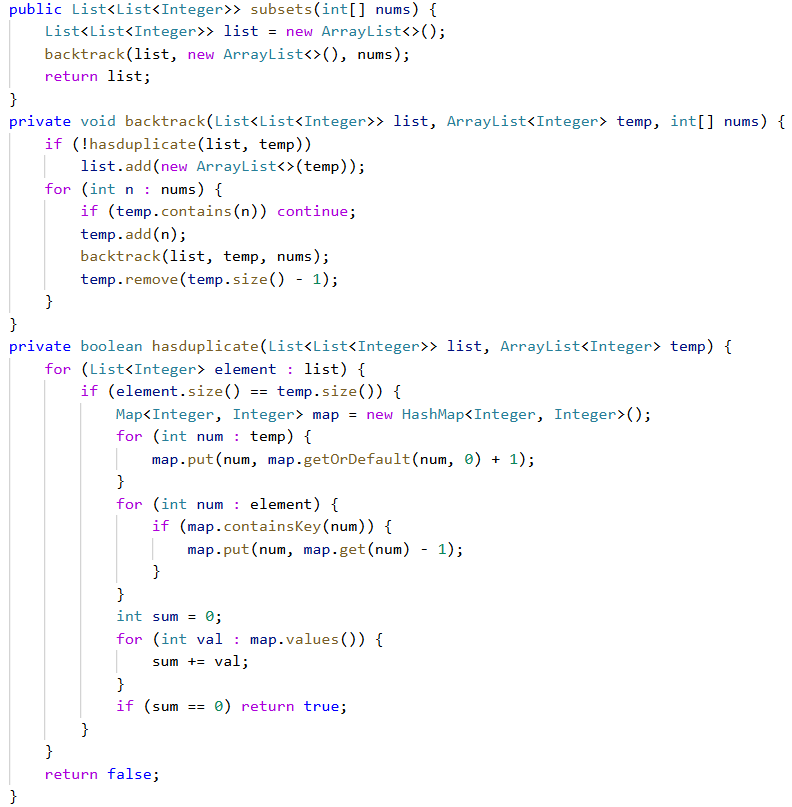 public List<List<Integer>> subsets(int[] nums) {
    List<List<Integer>> list = new ArrayList<>();
    backtrack(list, new ArrayList<>(), nums);
    return list;
}
private void backtrack(List<List<Integer>> list, ArrayList<Integer> temp, int[] nums) {
    if (!hasduplicate(list, temp))
        list.add(new ArrayList<>(temp));
    for (int n : nums) {
        if (temp.contains(n)) continue;
        temp.add(n);
        backtrack(list, temp, nums);
        temp.remove(temp.size() - 1);
    }
}
private boolean hasduplicate(List<List<Integer>> list, ArrayList<Integer> temp) {
    for (List<Integer> element : list) {
        if (element.size() == temp.size()) {
            Map<Integer, Integer> map = new HashMap<Integer, Integer>();
            for (int num : temp) {
                map.put(num, map.getOrDefault(num, 0) + 1);
            }
            for (int num : element) {
                if (map.containsKey(num)) {
                    map.put(num, map.get(num) - 1);
                }
            }
            int sum = 0;
            for (int val : map.values()) {
                sum += val;
            }
            if (sum == 0) return true;
        }
    }
    return false;
}